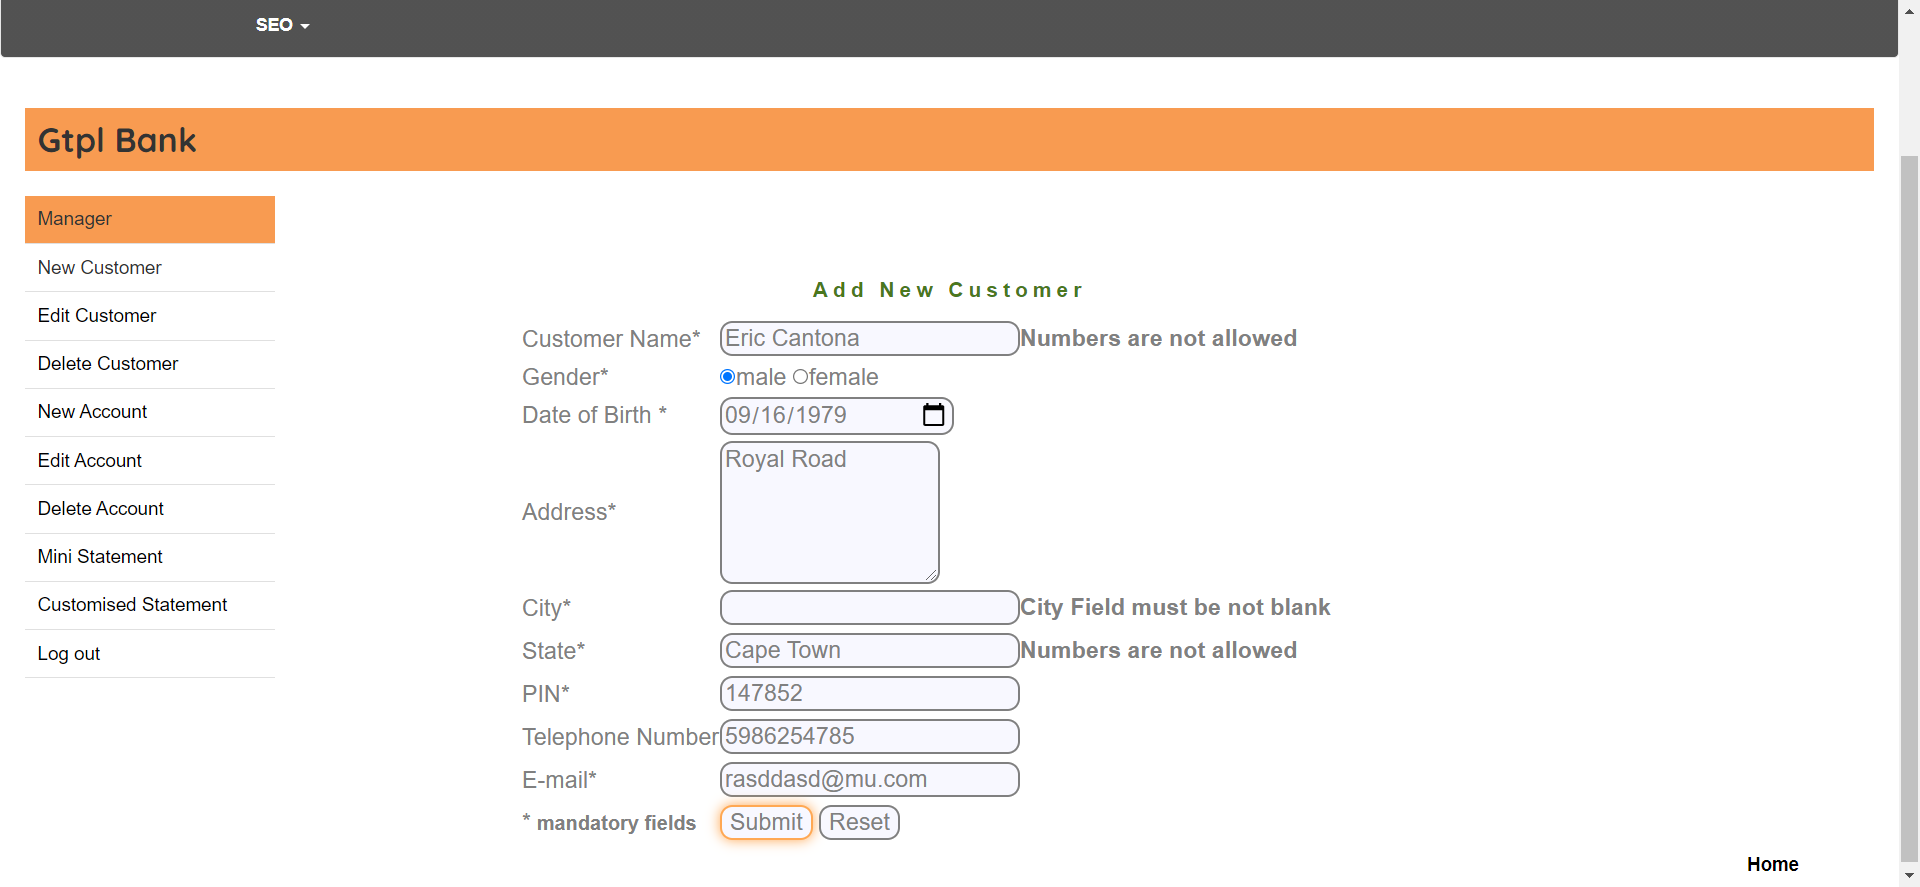 SEO
Gtpl Bank
Manager
New Customer
Edit Customer
Delete Customer
New Account
Edit Account
Delete Account
Mini Statement
Customised Statement
Log out
Add New Customer
Customer Name* Eric Cantona Numbers are not allowed
Gender* male female
Date of Birth * 09/16/1979
Address* Royal Road
City* City Field must be not blank
State* Cape Town Numbers are not allowed
PIN* 147852
Telephone Number 5986254785
E-mail* rasddasd@mu.com
* mandatory fields Submit Reset
Home